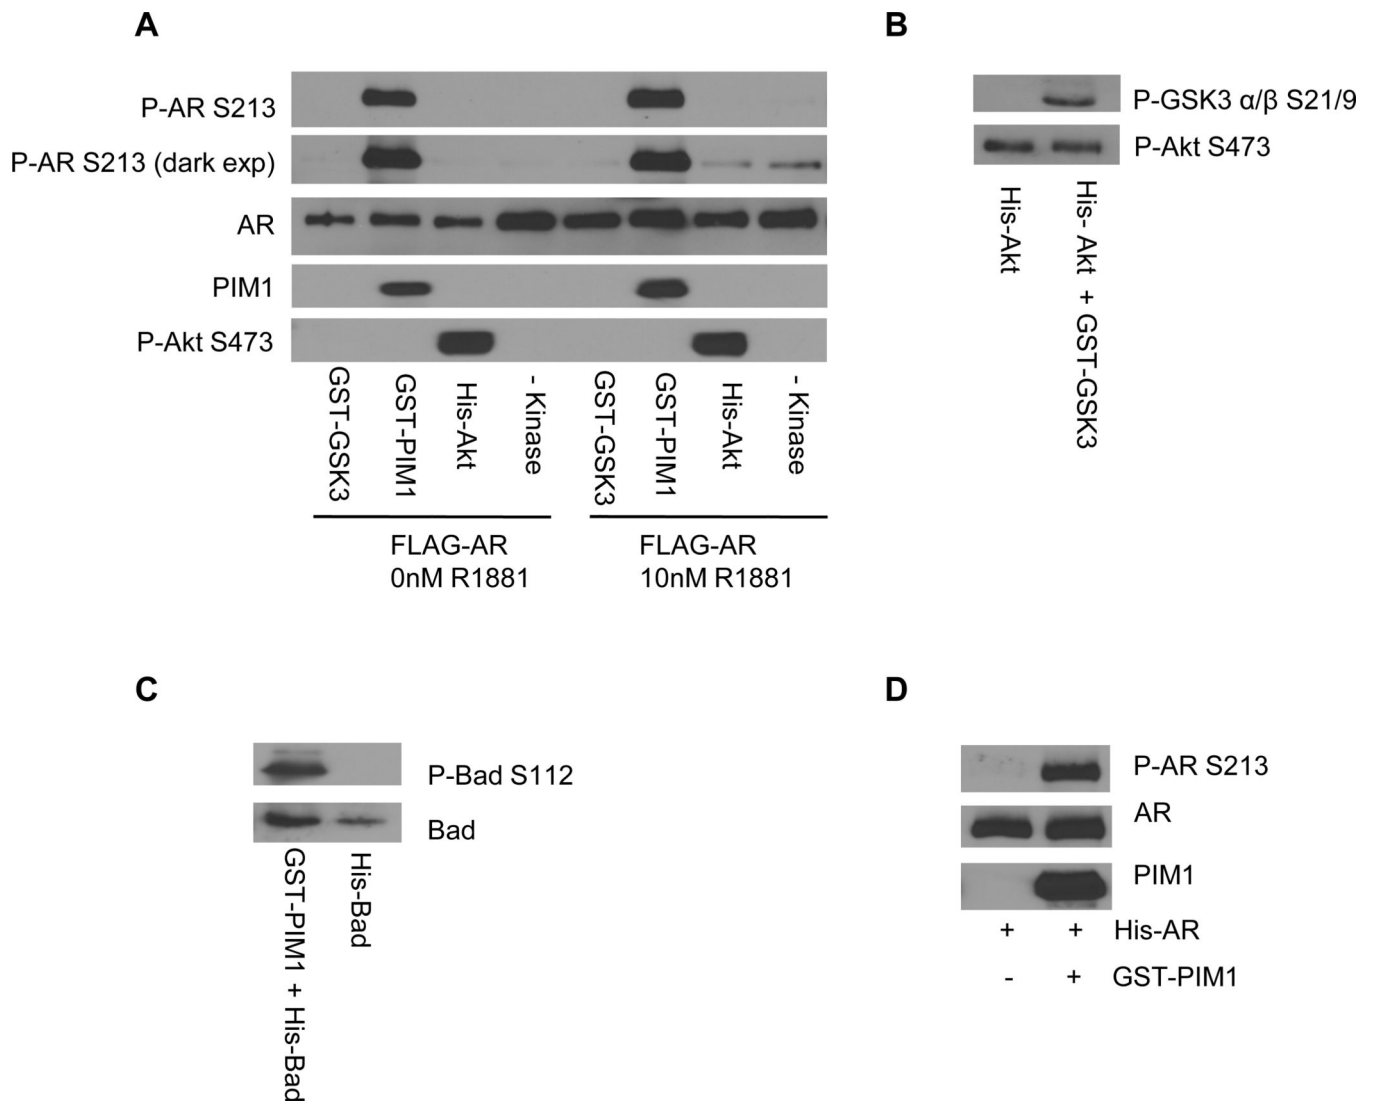 A
P-AR S213
P-AR S213 (dark exp)
AR
PIM1
P-Akt S473
GST-GSK3
GST-PIM1
His-Akt
- Kinase
GST-GSK3
GST-PIM1
His-Akt
- Kinase
FLAG-AR
0nM R1881
FLAG-AR
10nM R1881
B
P-GSK3 α/β S21/9
P-Akt S473
His-Akt
His- Akt + GST-GSK3
C
P-Bad S112
Bad
GST-PIM1 + His-Bad
His-Bad
D
P-AR S213
AR
PIM1
+ + His-AR
- + GST-PIM1